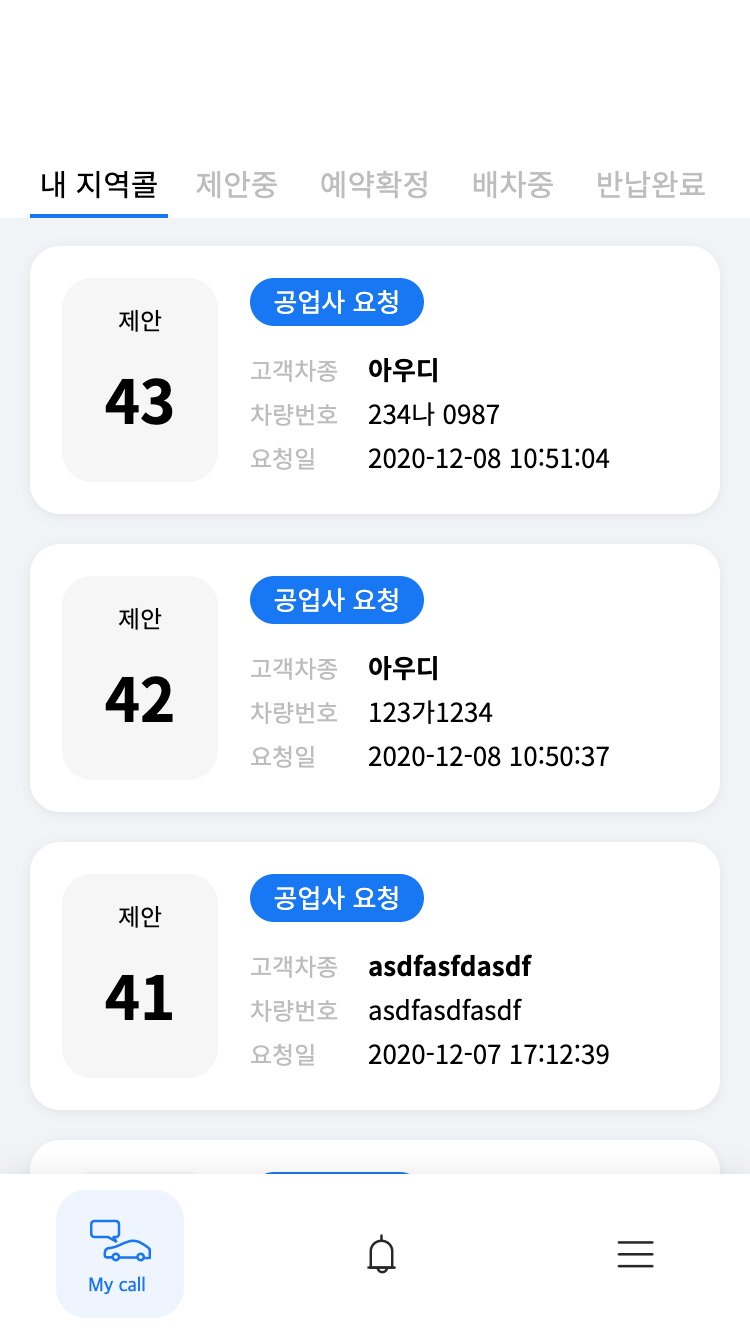 내 지역콜 제안중 예약확정 배차중 반납완료
제안
43
공업사 요청
고객차종 아우디
차량번호 234나 0987
요청일 2020-12-08 10:51:04
제안
42
공업사 요청
고객차종 아우디
차량번호 123가1234
요청일 2020-12-08 10:50:37
제안
41
공업사 요청
고객차종 asdfasfdasdf
차량번호 asdfasdfasdf
요청일 2020-12-07 17:12:39
My call